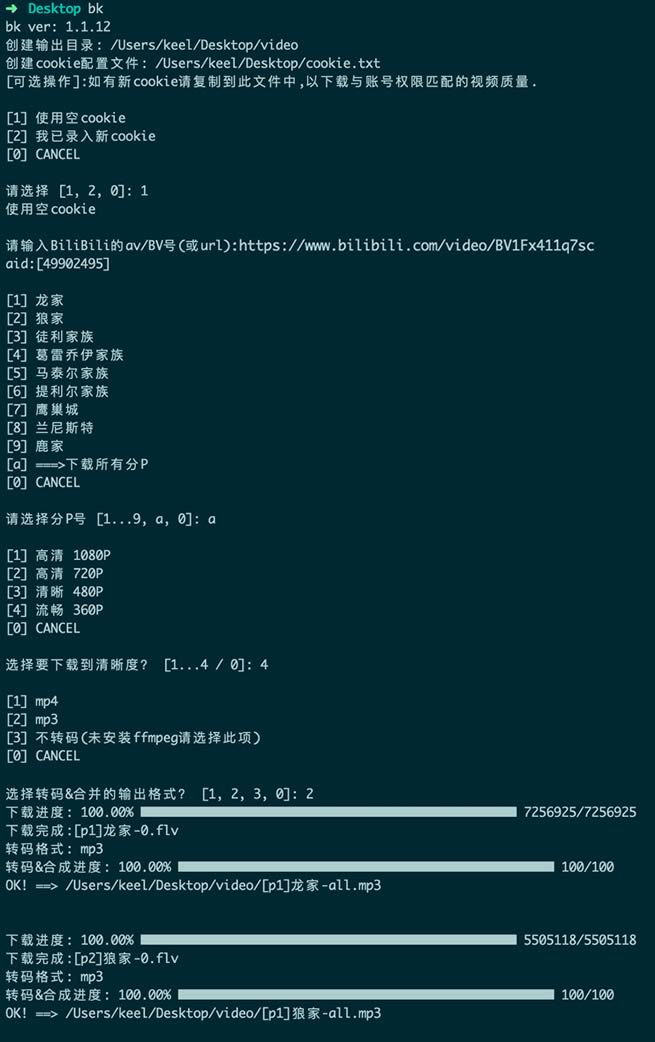 ➜ Desktop bk
bk ver: 1.1.12
创建输出目录: /Users/keel/Desktop/video
创建cookie配置文件: /Users/keel/Desktop/cookie.txt
[可选操作]:如有新cookie请复制到此文件中,以下载与账号权限匹配的视频质量.
[1] 使用空cookie
[2] 我已录入新cookie
[0] CANCEL
请选择 [1, 2, 0]: 1
使用空cookie
请输入BiliBili的av/BV号(或url):https://www.bilibili.com/video/BV1Fx411q7sc
aid:[49902495]
[1] 龙家
[2] 狼家
[3] 徒利家族
[4] 葛雷乔伊家族
[5] 马泰尔家族
[6] 提利尔家族
[7] 鹰巢城
[8] 兰尼斯特
[9] 鹿家
[a] ===>下载所有分P
[0] CANCEL
请选择分P号 [1...9, a, 0]: a
[1] 高清 1080P
[2] 高清 720P
[3] 清晰 480P
[4] 流畅 360P
[0] CANCEL
选择要下载到清晰度? [1...4 / 0]: 4
[1] mp4
[2] mp3
[3] 不转码(未安装ffmpeg请选择此项)
[0] CANCEL
选择转码&合并的输出格式? [1, 2, 3, 0]: 2
下载进度: 100.00% 7256925/7256925
下载完成:[p1]龙家-0.flv
转码格式: mp3
转码&合成进度: 100.00% 100/100
OK! ==> /Users/keel/Desktop/video/[p1]龙家-all.mp3
下载进度: 100.00% 5505118/5505118
下载完成:[p2]狼家-0.flv
转码格式: mp3
转码&合成进度: 100.00% 100/100
OK! ==> /Users/keel/Desktop/video/[p1]狼家-all.mp3